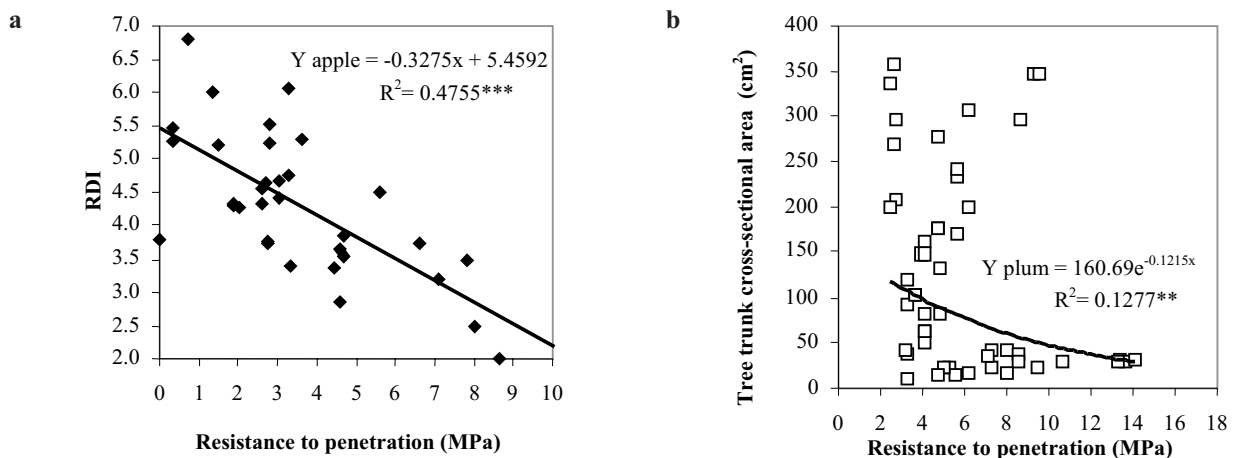 a
7.0
6.5
6.0
5.5
5.0
4.5
4.0
3.5
3.0
2.5
2.0
RDI
Y apple = -0.3275x + 5.4592
R²= 0.4755***
0 1 2 3 4 5 6 7 8 9 10
Resistance to penetration (MPa)
b
400
350
300
250
200
150
100
50
0
Tree trunk cross-sectional area (cm²)
Y plum = 160.69e^-0.1215x
R²= 0.1277**
0 2 4 6 8 10 12 14 16 18
Resistance to penetration (MPa)